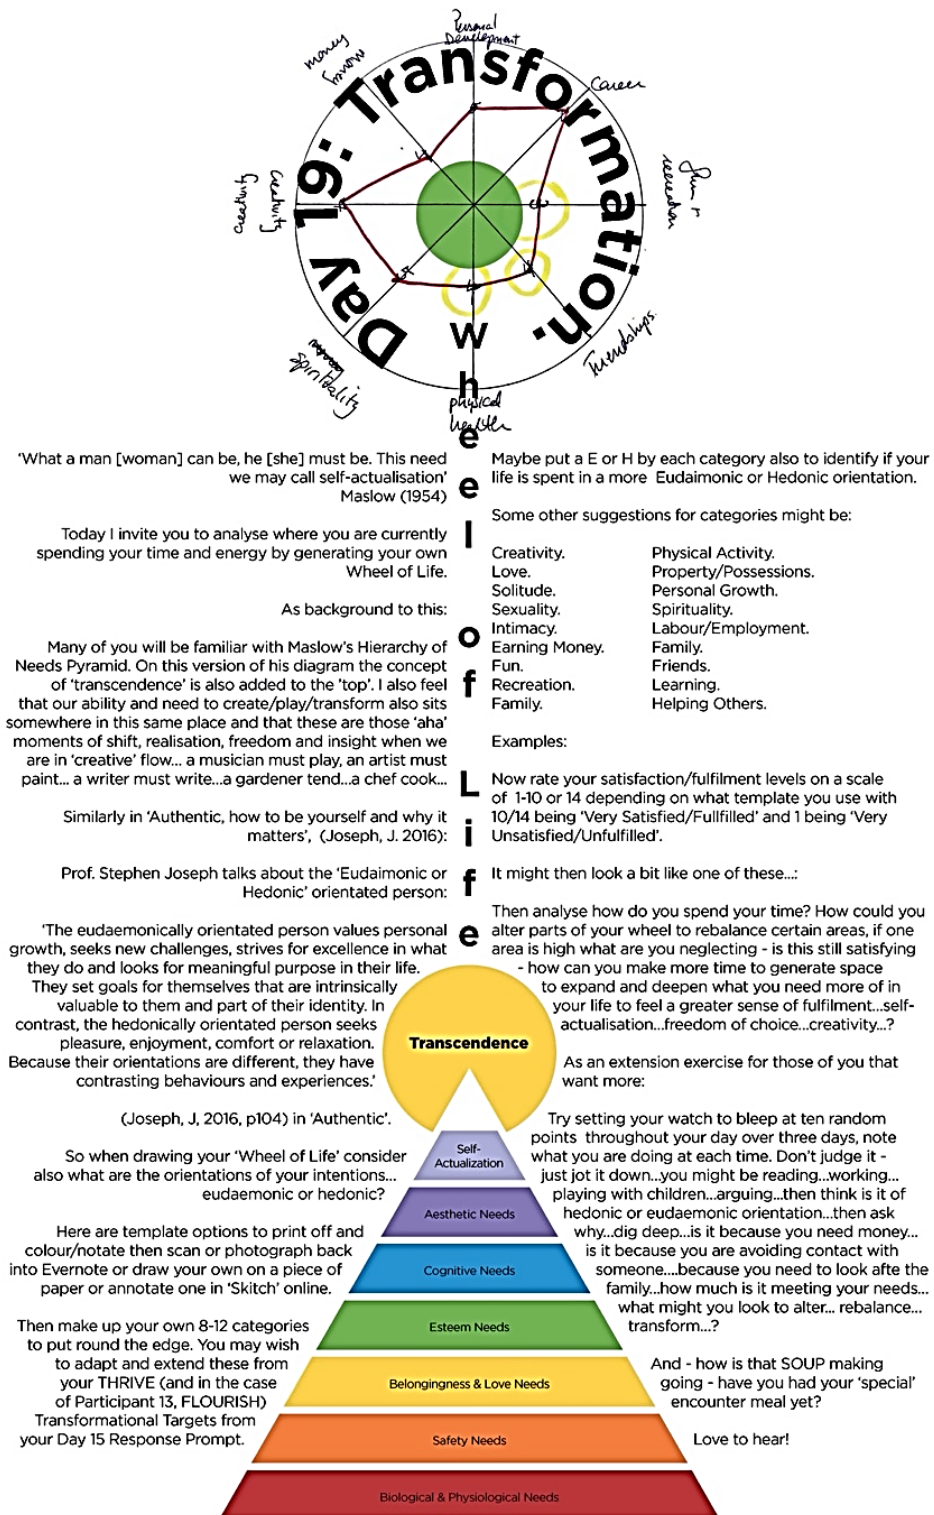 Day 19: Transformation.
Personal
Development
Career
Fun +
recreation
Friendships.
physical
health
Spirituality
creativity
creativity
money
Wheel of Life
'What a man [woman] can be, he [she] must be. This need
we may call self-actualisation'
Maslow (1954)
Today I invite you to analyse where you are currently
spending your time and energy by generating your own
Wheel of Life.
As background to this:
Many of you will be familiar with Maslow's Hierarchy of
Needs Pyramid. On this version of his diagram the concept
of 'transcendence' is also added to the 'top'. I also feel
that our ability and need to create/play/transform also sits
somewhere in this same place and that these are those 'aha'
moments of shift, realisation, freedom and insight when we
are in 'creative' flow... a musician must play, an artist must
paint... a writer must write...a gardener tend...a chef cook...
Similarly in 'Authentic, how to be yourself and why it
matters', (Joseph, J. 2016):
Prof. Stephen Joseph talks about the 'Eudaimonic or
Hedonic' orientated person:
'The eudaemonically orientated person values personal
growth, seeks new challenges, strives for excellence in what
they do and looks for meaningful purpose in their life.
They set goals for themselves that are intrinsically
valuable to them and part of their identity. In
contrast, the hedonically orientated person seeks
pleasure, enjoyment, comfort or relaxation.
Because their orientations are different, they have
contrasting behaviours and experiences.'
(Joseph, J, 2016, p104) in 'Authentic'.
So when drawing your 'Wheel of Life' consider
also what are the orientations of your intentions...
eudaemonic or hedonic?
Here are template options to print off and
colour/notate then scan or photograph back
into Evernote or draw your own on a piece of
paper or annotate one in 'Skitch' online.
Then make up your own 8-12 categories
to put round the edge. You may wish
to adapt and extend these from
your THRIVE (and in the case
of Participant 13, FLOURISH)
Transformational Targets from
your Day 15 Response Prompt.
Maybe put a E or H by each category also to identify if your
life is spent in a more Eudaimonic or Hedonic orientation.
Some other suggestions for categories might be:
Creativity.
Love.
Solitude.
Sexuality.
Intimacy.
Earning Money.
Fun.
Recreation.
Family.
Physical Activity.
Property/Possessions.
Personal Growth.
Spirituality.
Labour/Employment.
Family.
Friends.
Learning.
Helping Others.
Examples:
Now rate your satisfaction/fulfilment levels on a scale
of 1-10 or 14 depending on what template you use with
10/14 being 'Very Satisfied/Fullfilled' and 1 being 'Very
Unsatisfied/Unfulfilled'.
It might then look a bit like one of these...:
Then analyse how do you spend your time? How could you
alter parts of your wheel to rebalance certain areas, if one
area is high what are you neglecting - is this still satisfying
- how can you make more time to generate space
to expand and deepen what you need more of in
your life to feel a greater sense of fulfilment...self-
actualisation...freedom of choice...creativity...?
As an extension exercise for those of you that
want more:
Try setting your watch to bleep at ten random
points throughout your day over three days, note
what you are doing at each time. Don't judge it -
just jot it down...you might be reading...working...
playing with children...arguing...then think is it of
hedonic or eudaemonic orientation...then ask
why...dig deep...is it because you need money...
is it because you are avoiding contact with
someone....because you need to look afte the
family...how much is it meeting your needs...
what might you look to alter... rebalance...
transform...?
And - how is that SOUP making
going - have you had your 'special'
encounter meal yet?
Love to hear!
Transcendence
Self-
Actualization
Aesthetic Needs
Cognitive Needs
Esteem Needs
Belongingness & Love Needs
Safety Needs
Biological & Physiological Needs